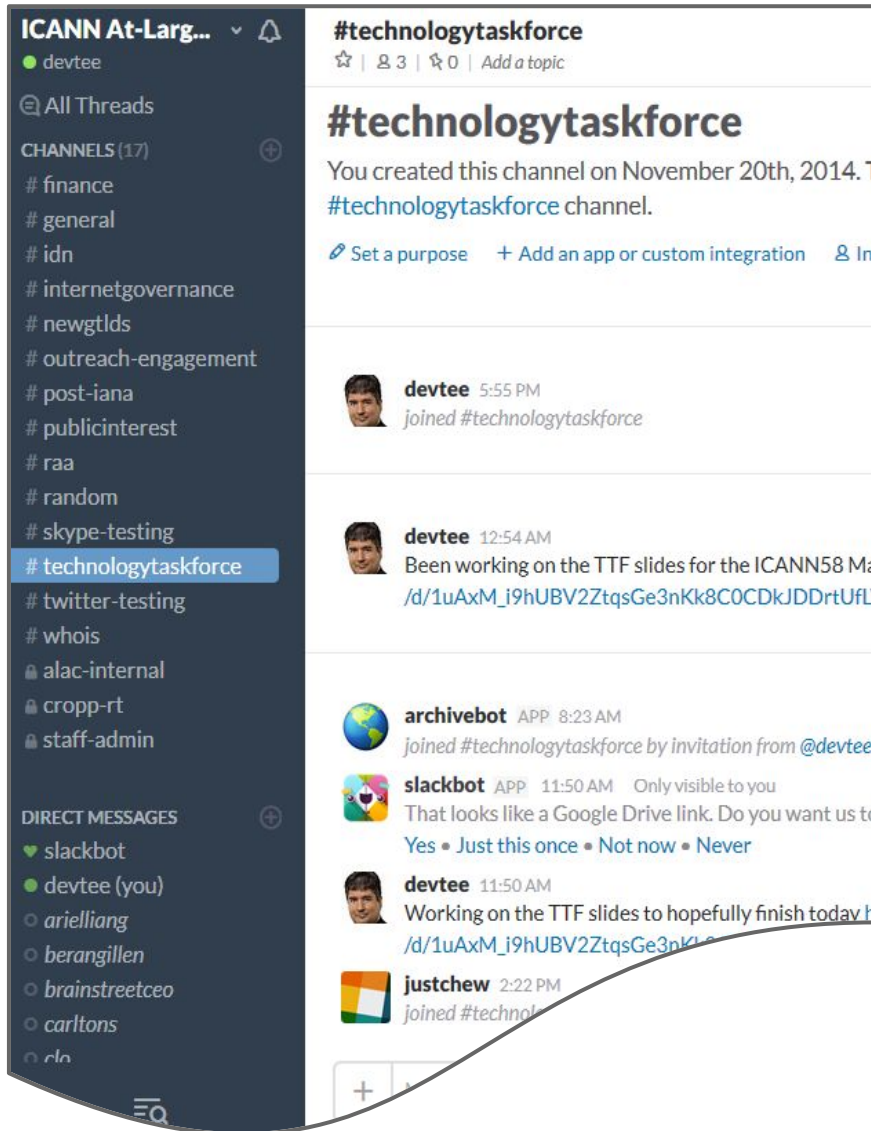 ICANN At-Larg...
devtee
All Threads
CHANNELS (17)
# finance
# general
# idn
# internetgovernance
# newgtlds
# outreach-engagement
# post-iana
# publicinterest
# raa
# random
# skype-testing
# technologytaskforce
# twitter-testing
# whois
alac-internal
cropp-rt
staff-admin
DIRECT MESSAGES
slackbot
devtee (you)
arielliang
berangillen
brainstreetceo
carltons
clo
#technologytaskforce
3 | 0 | Add a topic
#technologytaskforce
You created this channel on November 20th, 2014.
#technologytaskforce channel.
Set a purpose + Add an app or custom integration
devtee 5:55 PM
joined #technologytaskforce
devtee 12:54 AM
Been working on the TTF slides for the ICANN58 Ma
/d/1uAxM_i9hUBV2ZtqsGe3nKk8C0CDkJDDrtUfL
archivebot APP 8:23 AM
joined #technologytaskforce by invitation from @devtee
slackbot APP 11:50 AM Only visible to you
That looks like a Google Drive link. Do you want us to
Yes • Just this once • Not now • Never
devtee 11:50 AM
Working on the TTF slides to hopefully finish today h
/d/1uAxM_i9hUBV2ZtqsGe3nK
justchew 2:22 PM
joined #technolo
+